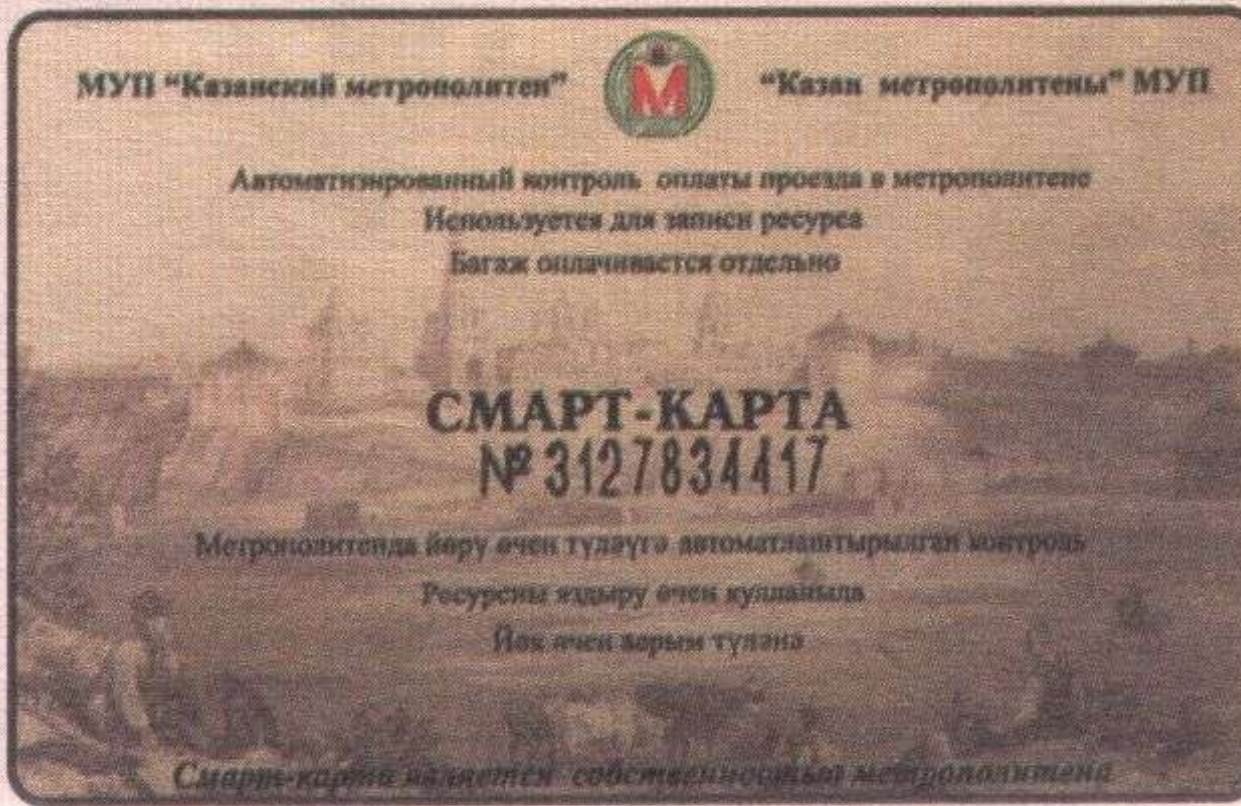 МУП "Казанский метрополитен" М "Казан метрополитены" МУП
Автоматизированный контроль оплаты проезда в метрополитене
Используется для записи ресурса
Багаж оплачивается отдельно
СМАРТ-КАРТА
№ 3127834417
Метрополитенда йөрү өчен түләүгә автоматлаштырылган контроль
Ресурсны яздыру өчен кулланыла
Йөк өчен аерым түләнә
Смарт-карта является собственностью метрополитена